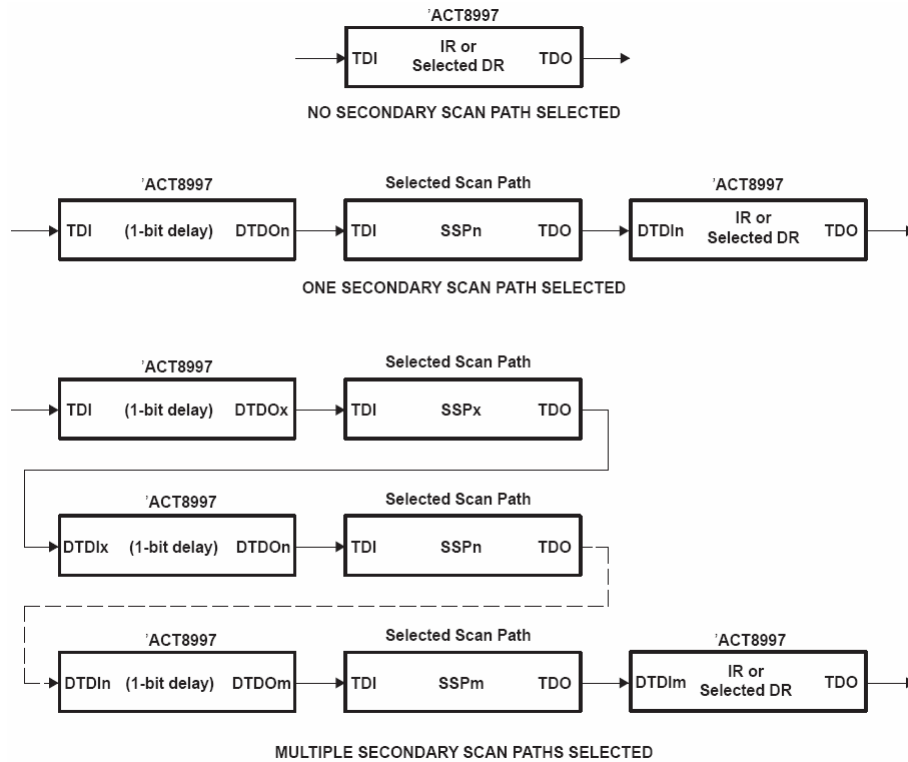 'ACT8997
TDI IR or Selected DR TDO
NO SECONDARY SCAN PATH SELECTED
'ACT8997 Selected Scan Path 'ACT8997
TDI (1-bit delay) DTDOn TDI SSPn TDO DTDIn IR or Selected DR TDO
ONE SECONDARY SCAN PATH SELECTED
'ACT8997 Selected Scan Path
TDI (1-bit delay) DTDOx TDI SSPx TDO
'ACT8997 Selected Scan Path
DTDIx (1-bit delay) DTDOn TDI SSPn TDO
'ACT8997 Selected Scan Path 'ACT8997
DTDIn (1-bit delay) DTDOm TDI SSPm TDO DTDIm IR or Selected DR TDO
MULTIPLE SECONDARY SCAN PATHS SELECTED